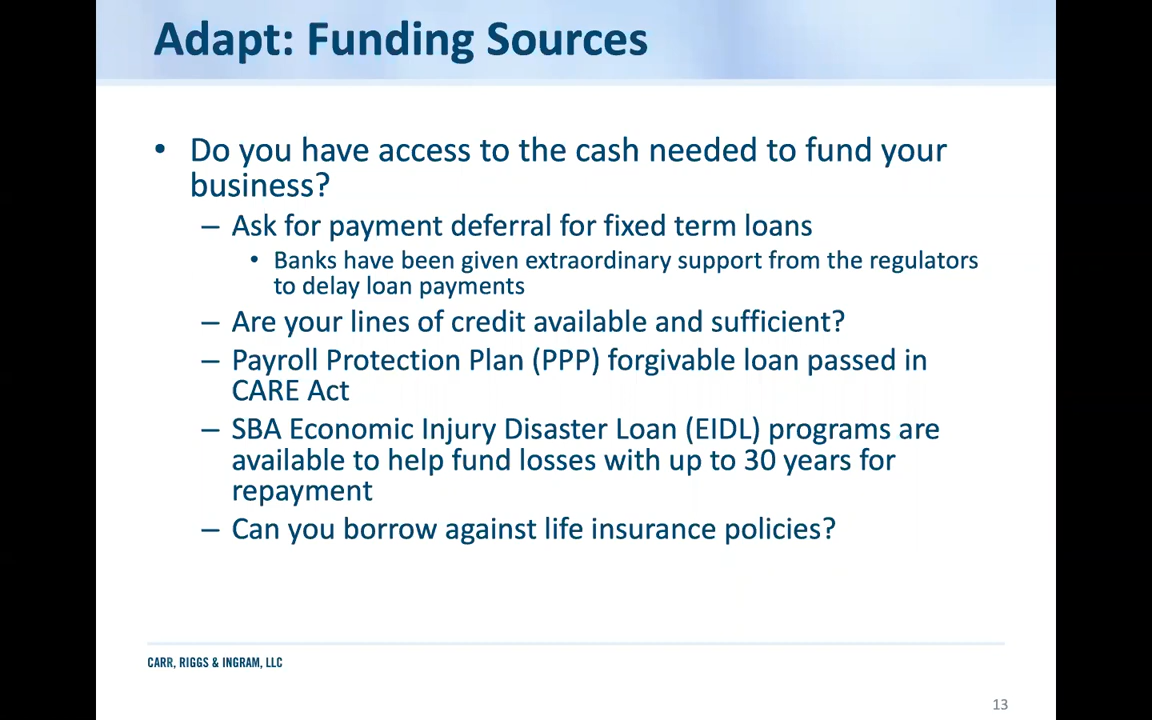 Adapt: Funding Sources
• Do you have access to the cash needed to fund your
business?
– Ask for payment deferral for fixed term loans
• Banks have been given extraordinary support from the regulators
to delay loan payments
– Are your lines of credit available and sufficient?
– Payroll Protection Plan (PPP) forgivable loan passed in
CARE Act
– SBA Economic Injury Disaster Loan (EIDL) programs are
available to help fund losses with up to 30 years for
repayment
– Can you borrow against life insurance policies?
CARR, RIGGS & INGRAM, LLC
13